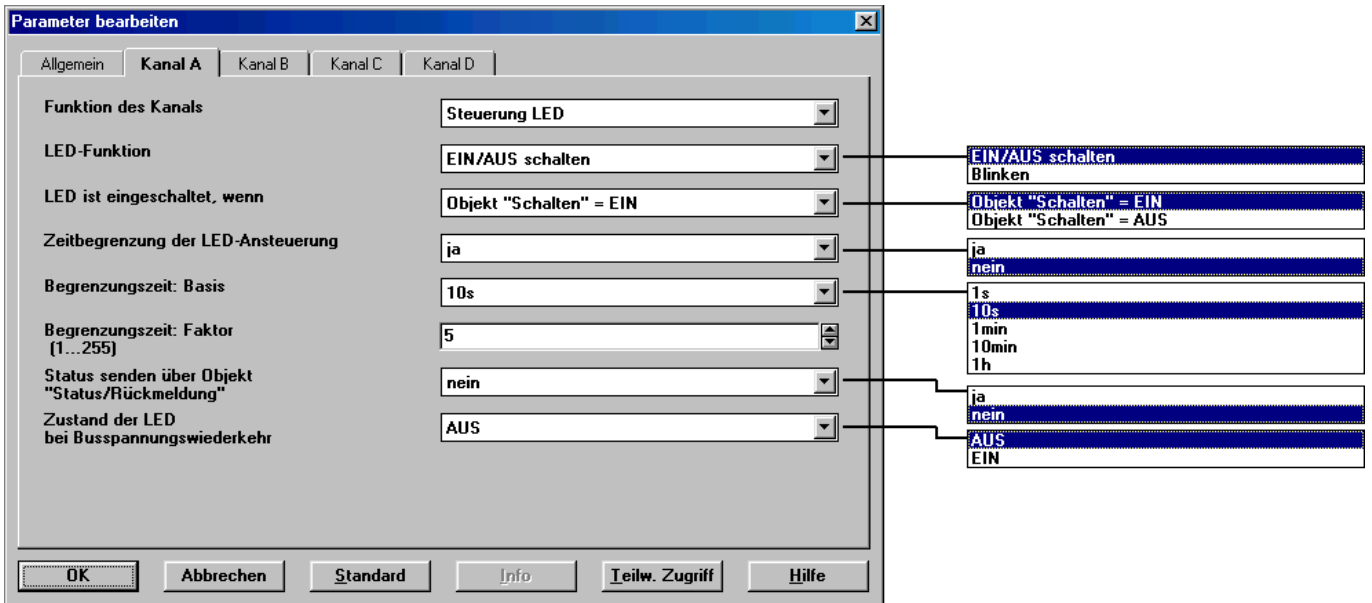 Parameter bearbeiten
Allgemein Kanal A Kanal B Kanal C Kanal D
Funktion des Kanals
Steuerung LED
LED-Funktion
EIN/AUS schalten
EIN/AUS schalten
Blinken
LED ist eingeschaltet, wenn
Objekt "Schalten" = EIN
Objekt "Schalten" = EIN
Objekt "Schalten" = AUS
Zeitbegrenzung der LED-Ansteuerung
ja
ja
nein
Begrenzungszeit: Basis
10s
1s
10s
1min
10min
1h
Begrenzungszeit: Faktor
(1...255)
5
Status senden über Objekt
"Status/Rückmeldung"
nein
ja
nein
Zustand der LED
bei Busspannungswiederkehr
AUS
AUS
EIN
OK Abbrechen Standard Info Teilw. Zugriff Hilfe